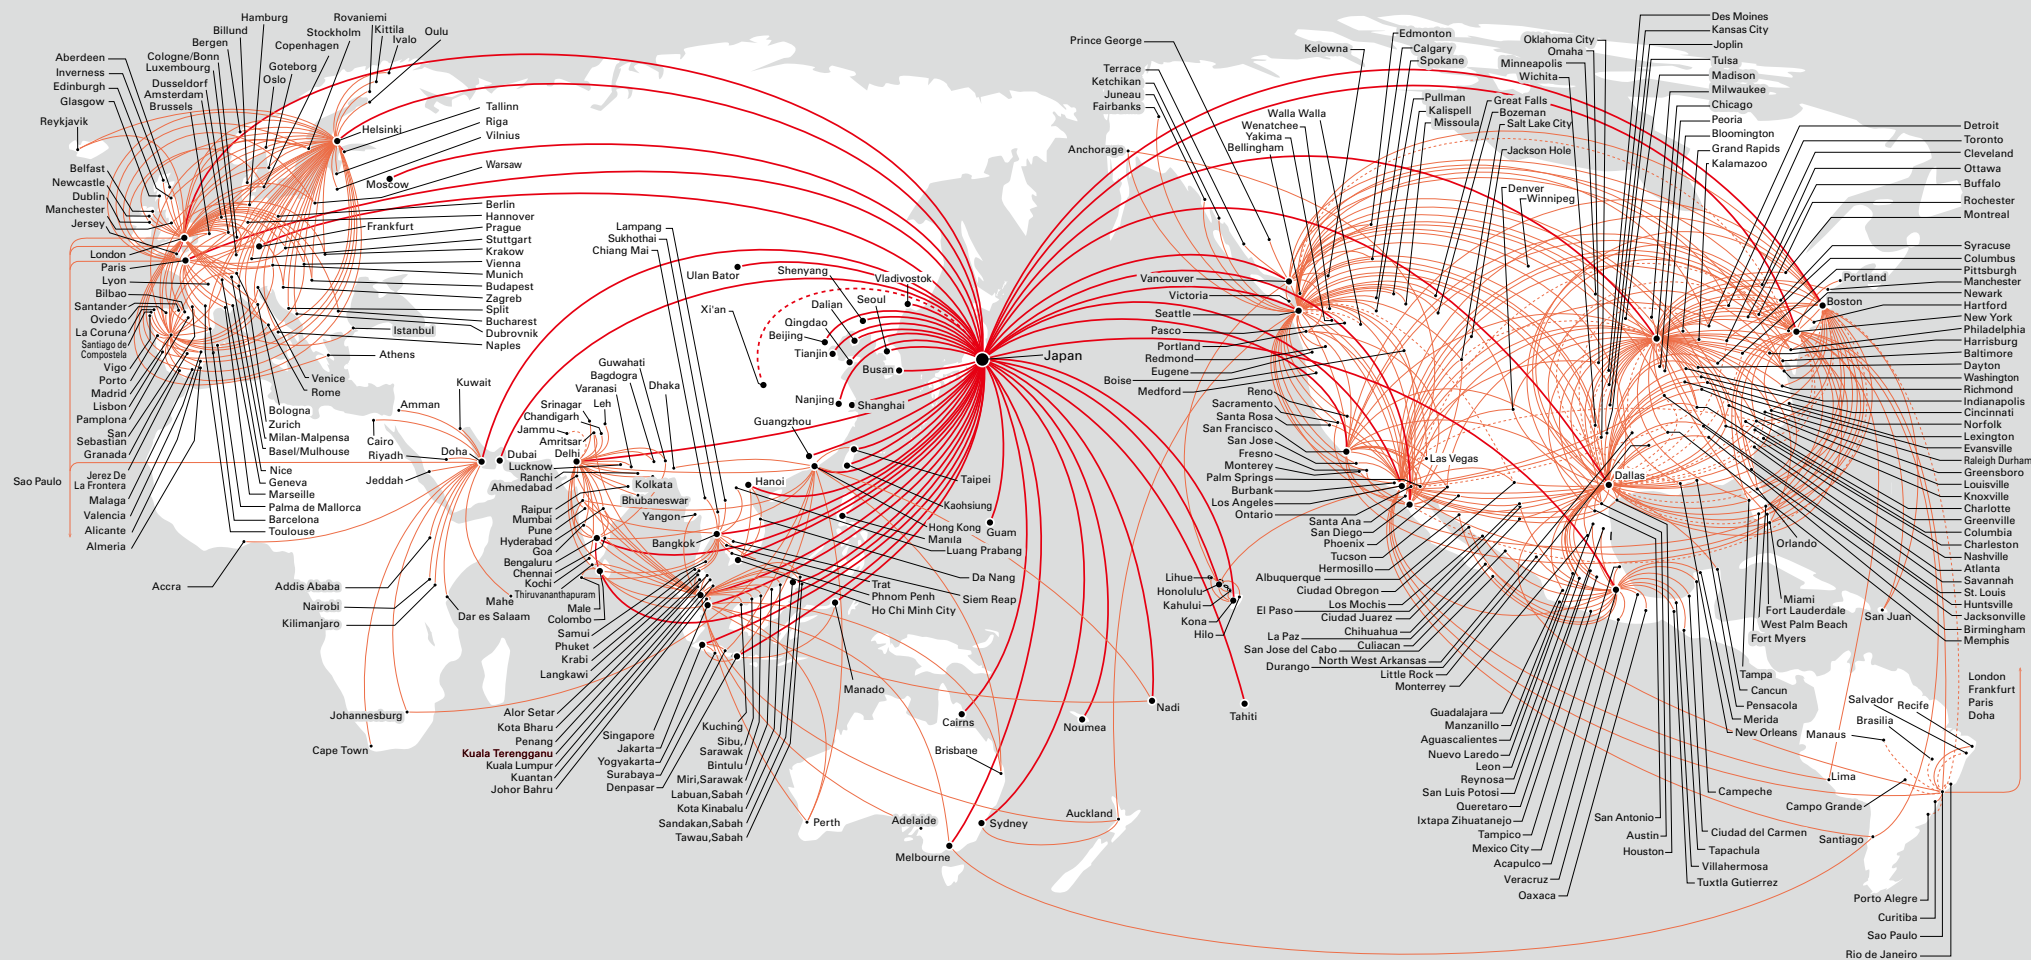 Hamburg
Billund
Bergen
Cologne/Bonn
Luxembourg
Dusseldorf
Amsterdam
Brussels
Rovaniemi
Kittila
Ivalo
Oulu
Stockholm
Copenhagen
Goteborg
Oslo
Aberdeen
Inverness
Edinburgh
Glasgow
Reykjavik
Helsinki
Tallinn
Riga
Vilnius
Warsaw
Moscow
Belfast
Newcastle
Dublin
Manchester
Jersey
London
Paris
Lyon
Bilbao
Santander
Oviedo
La Coruna
Santiago de
Compostela
Vigo
Porto
Madrid
Lisbon
Pamplona
San
Sebastian
Granada
Jerez De
La Frontera
Malaga
Valencia
Alicante
Almeria
Sao Paulo
Berlin
Hannover
Frankfurt
Prague
Stuttgart
Krakow
Vienna
Munich
Budapest
Zagreb
Split
Bucharest
Dubrovnik
Naples
Istanbul
Athens
Venice
Rome
Bologna
Zurich
Milan-Malpensa
Basel/Mulhouse
Nice
Geneva
Marseille
Palma de Mallorca
Barcelona
Toulouse
Kuwait
Amman
Cairo
Riyadh
Doha
Dubai
Jeddah
Accra
Addis Ababa
Nairobi
Kilimanjaro
Mahe
Dar es Salaam
Johannesburg
Cape Town
Lampang
Sukhothai
Chiang Mai
Guwahati
Bagdogra
Varanasi
Dhaka
Srinagar
Leh
Chandigarh
Jammu
Amritsar
Delhi
Lucknow
Ranchi
Ahmedabad
Kolkata
Bhubaneswar
Raipur
Mumbai
Pune
Hyderabad
Goa
Bengaluru
Chennai
Kochi
Thiruvananthapuram
Male
Colombo
Yangon
Bangkok
Samui
Phuket
Krabi
Langkawi
Alor Setar
Kota Bharu
Penang
Kuala Terengganu
Kuala Lumpur
Kuantan
Johor Bahru
Singapore
Jakarta
Yogyakarta
Surabaya
Denpasar
Kuching
Sibu,
Sarawak
Bintulu
Miri,Sarawak
Labuan,Sabah
Kota Kinabalu
Sandakan,Sabah
Tawau,Sabah
Ulan Bator
Shenyang
Vladivostok
Xi'an
Dalian
Seoul
Qingdao
Beijing
Tianjin
Busan
Nanjing
Shanghai
Guangzhou
Japan
Hanoi
Taipei
Kaohsiung
Guam
Hong Kong
Manila
Luang Prabang
Da Nang
Trat
Phnom Penh
Siem Reap
Ho Chi Minh City
Manado
Cairns
Noumea
Nadi
Tahiti
Brisbane
Perth
Adelaide
Sydney
Melbourne
Auckland
Prince George
Terrace
Ketchikan
Juneau
Fairbanks
Anchorage
Kelowna
Edmonton
Calgary
Spokane
Walla Walla
Wenatchee
Yakima
Bellingham
Pullman
Kalispell
Missoula
Great Falls
Bozeman
Salt Lake City
Jackson Hole
Denver
Winnipeg
Oklahoma City
Omaha
Minneapolis
Wichita
Des Moines
Kansas City
Joplin
Tulsa
Madison
Milwaukee
Chicago
Peoria
Bloomington
Grand Rapids
Kalamazoo
Vancouver
Victoria
Seattle
Pasco
Portland
Redmond
Eugene
Boise
Medford
Reno
Sacramento
Santa Rosa
San Francisco
San Jose
Fresno
Monterey
Palm Springs
Burbank
Los Angeles
Ontario
Las Vegas
Dallas
Santa Ana
San Diego
Phoenix
Tucson
Hermosillo
Albuquerque
Ciudad Obregon
Los Mochis
El Paso
Ciudad Juarez
Chihuahua
La Paz
Culiacan
San Jose del Cabo
North West Arkansas
Durango
Little Rock
Monterrey
Lihue
Honolulu
Kahului
Kona
Hilo
Guadalajara
Manzanillo
Aguascalientes
Nuevo Laredo
Leon
Reynosa
San Luis Potosi
Queretaro
Ixtapa Zihuatanejo
Tampico
Mexico City
Acapulco
Veracruz
Oaxaca
San Antonio
Austin
Houston
Campeche
Ciudad del Carmen
Tapachula
Villahermosa
Tuxtla Gutierrez
Tampa
Cancun
Pensacola
Merida
New Orleans
Orlando
Miami
Fort Lauderdale
West Palm Beach
Fort Myers
San Juan
Detroit
Toronto
Cleveland
Ottawa
Buffalo
Rochester
Montreal
Syracuse
Columbus
Pittsburgh
Portland
Manchester
Newark
Boston
Hartford
New York
Philadelphia
Harrisburg
Baltimore
Dayton
Washington
Richmond
Indianapolis
Cincinnati
Norfolk
Lexington
Evansville
Raleigh Durham
Greensboro
Louisville
Knoxville
Charlotte
Greenville
Columbia
Charleston
Nashville
Atlanta
Savannah
St. Louis
Huntsville
Jacksonville
Birmingham
Memphis
London
Frankfurt
Paris
Doha
Salvador
Recife
Brasilia
Manaus
Lima
Campo Grande
Santiago
Porto Alegre
Curitiba
Sao Paulo
Rio de Janeiro